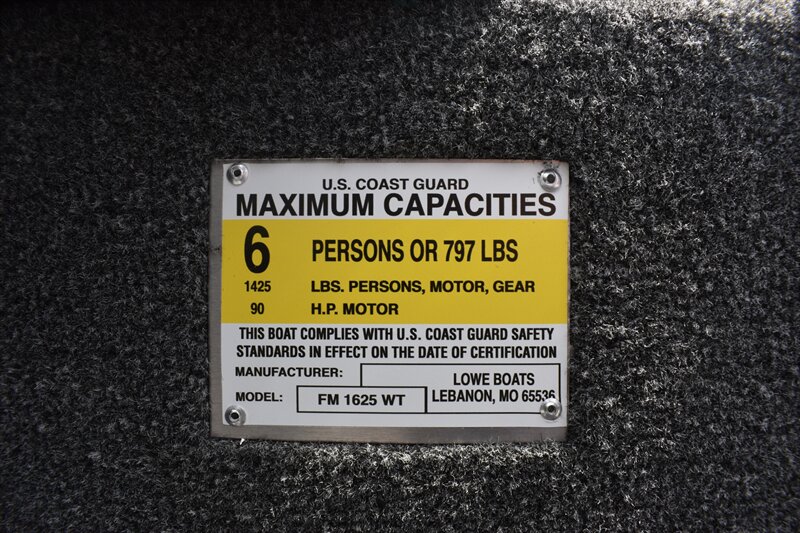 U.S. COAST GUARD
MAXIMUM CAPACITIES
6 PERSONS OR 797 LBS
1425 LBS. PERSONS, MOTOR, GEAR
90 H.P. MOTOR
THIS BOAT COMPLIES WITH U.S. COAST GUARD SAFETY
STANDARDS IN EFFECT ON THE DATE OF CERTIFICATION
MANUFACTURER: LOWE BOATS
LEBANON, MO 65536
MODEL: FM 1625 WT